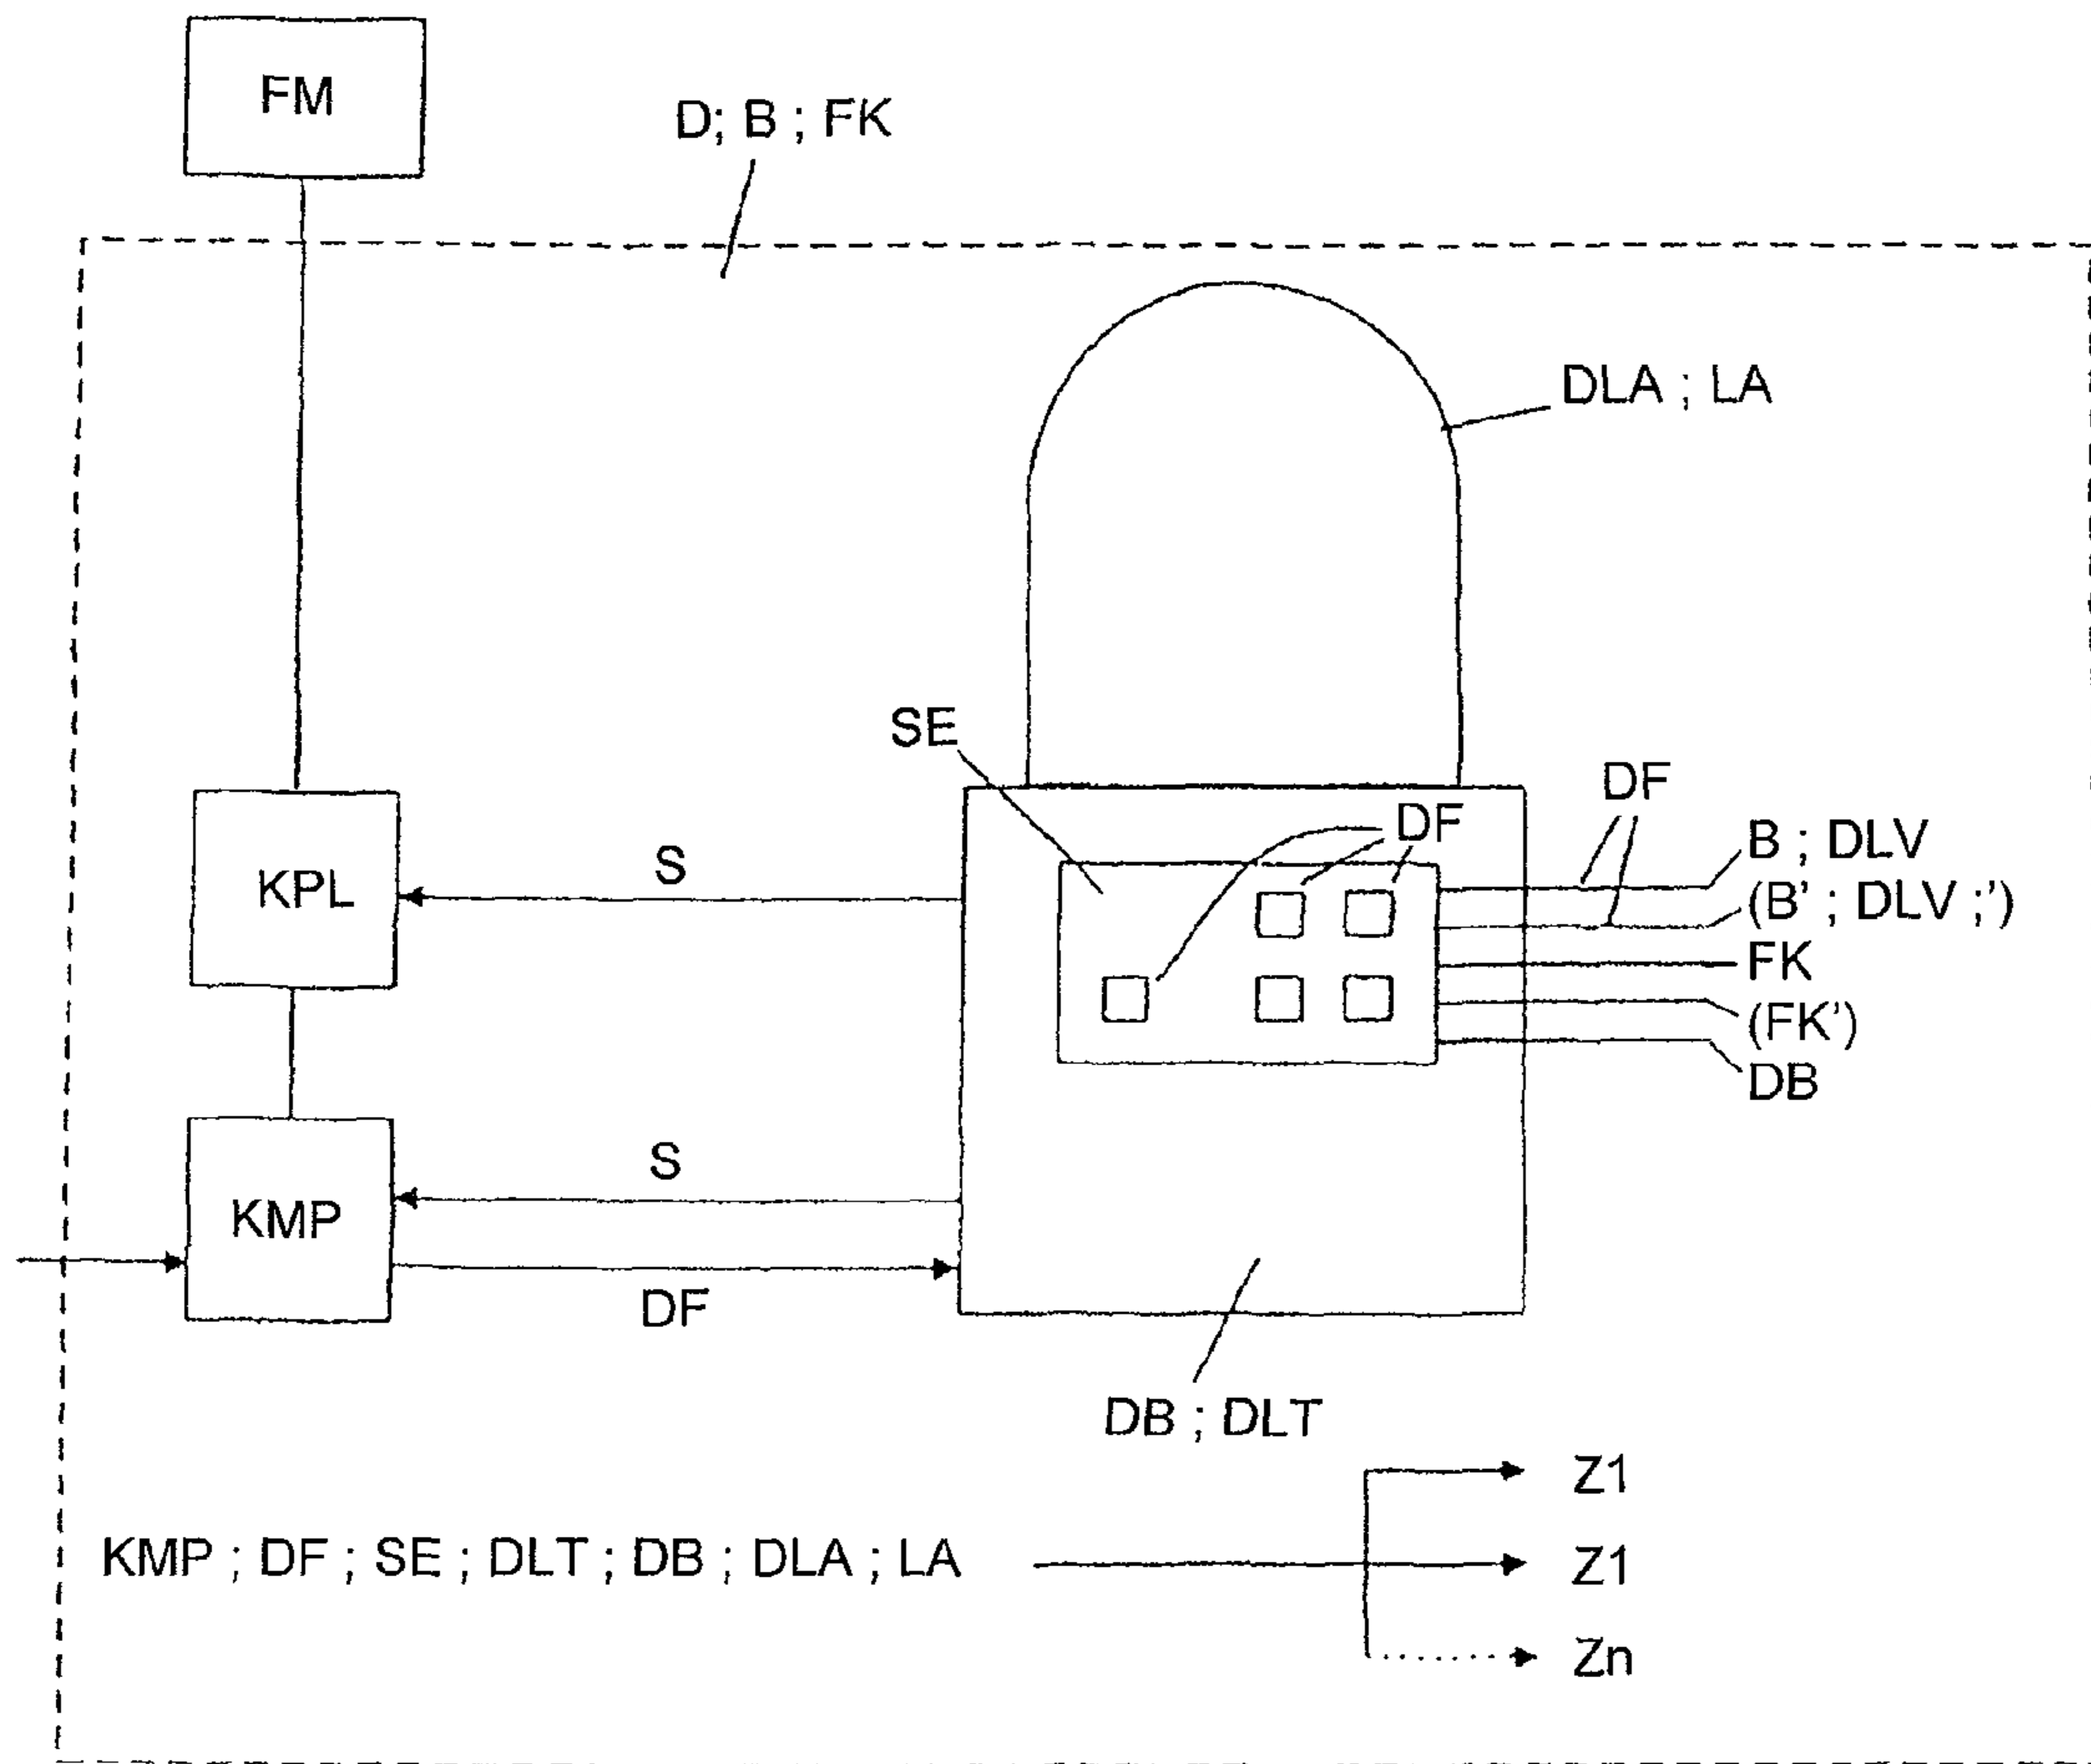 FM
D; B ; FK
DLA ; LA
SE
DF
DF
B ; DLV
KPL
S
(B' ; DLV ;')
FK
(FK')
DB
S
KMP
DF
DB ; DLT
Z1
KMP ; DF ; SE ; DLT ; DB ; DLA ; LA
Z1
Zn